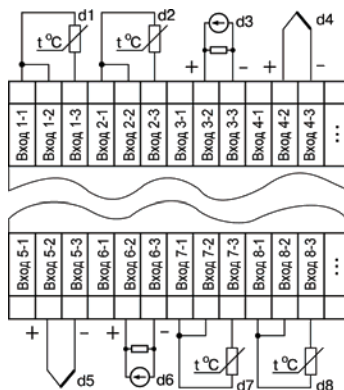 d1 d2 d3 d4
t °C t °C + − + −
Вход 1-1
Вход 1-2
Вход 1-3
Вход 2-1
Вход 2-2
Вход 2-3
Вход 3-1
Вход 3-2
Вход 3-3
Вход 4-1
Вход 4-2
Вход 4-3
...
Вход 5-1
Вход 5-2
Вход 5-3
Вход 6-1
Вход 6-2
Вход 6-3
Вход 7-1
Вход 7-2
Вход 7-3
Вход 8-1
Вход 8-2
Вход 8-3
...
+ − + − t °C t °C
d5 d6 d7 d8